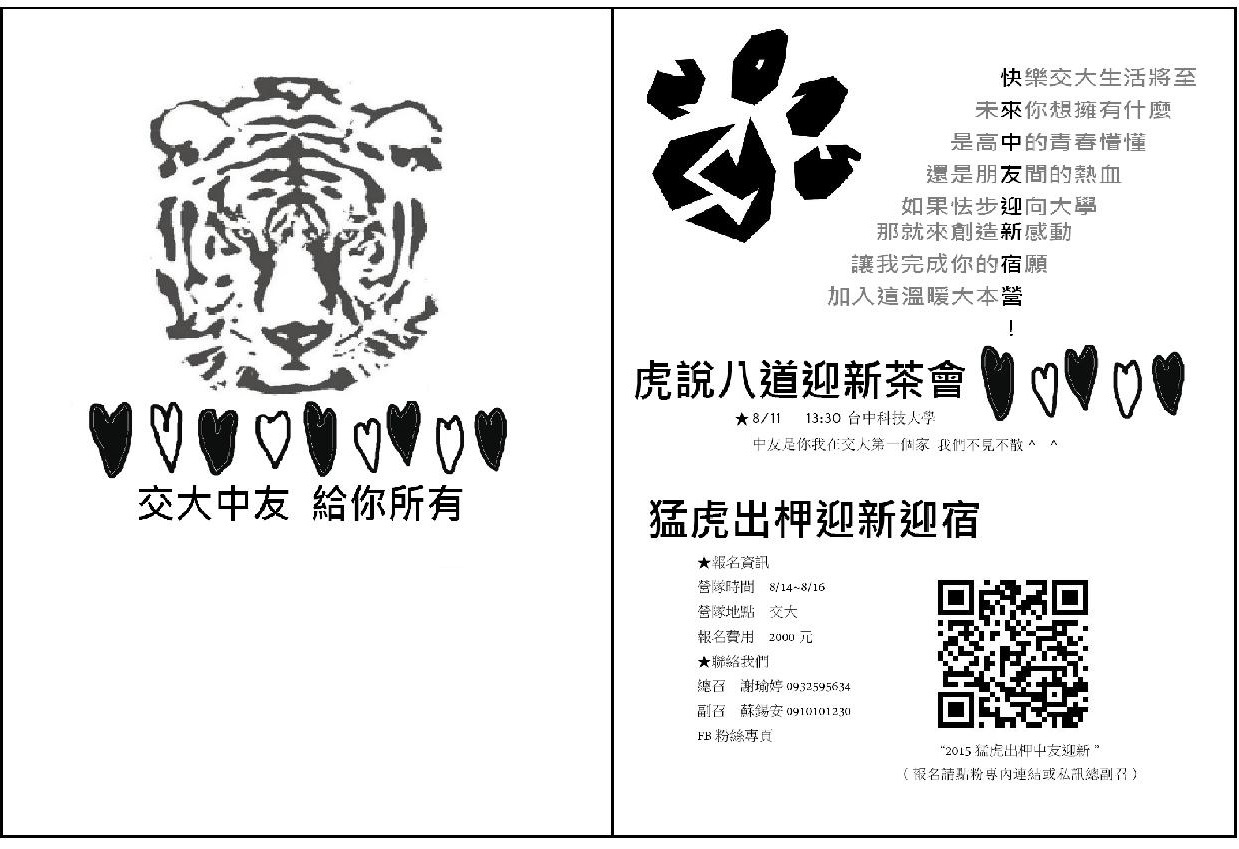 交大中友 給你所有
快樂交大生活將至
未來你想擁有什麼
是高中的青春懵懂
還是朋友間的熱血
如果怯步迎向大學
那就來創造新感動
讓我完成你的宿願
加入這溫暖大本營
!
虎說八道迎新茶會
★8/11 13:30 台中科技大學
中友是你我在交大第一個家 我們不見不散^ ^
猛虎出柙迎新迎宿
★報名資訊
營隊時間 8/14~8/16
營隊地點 交大
報名費用 2000 元
★聯絡我們
總召 謝瑜婷 0932595634
副召 蘇錫安 0910101230
FB 粉絲專頁
“2015 猛虎出柙中友迎新 ”
（報名請點粉專內連結或私訊總副召）